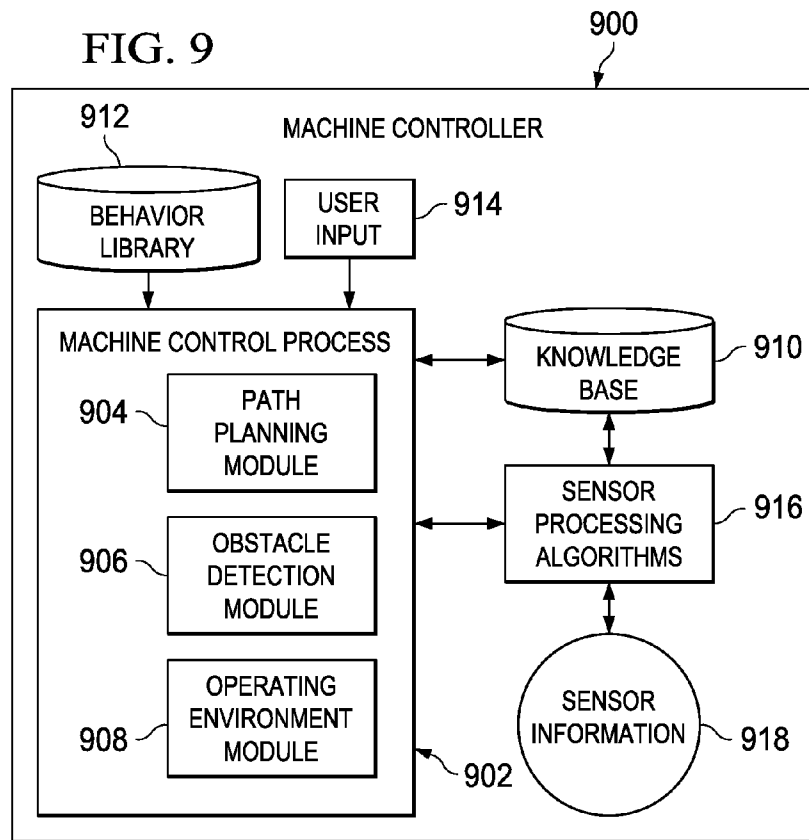 FIG. 9
900
MACHINE CONTROLLER
912
BEHAVIOR
LIBRARY
USER
INPUT
914
MACHINE CONTROL PROCESS
904
PATH
PLANNING
MODULE
906
OBSTACLE
DETECTION
MODULE
908
OPERATING
ENVIRONMENT
MODULE
902
KNOWLEDGE
BASE
910
SENSOR
PROCESSING
ALGORITHMS
916
SENSOR
INFORMATION
918